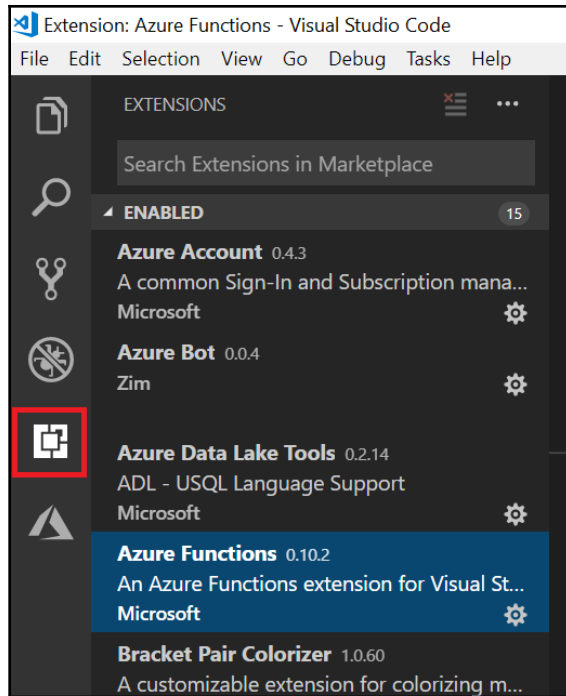 Extension: Azure Functions - Visual Studio Code
File Edit Selection View Go Debug Tasks Help
EXTENSIONS
Search Extensions in Marketplace
ENABLED 15
Azure Account 0.4.3
A common Sign-In and Subscription mana...
Microsoft
Azure Bot 0.0.4
Zim
Azure Data Lake Tools 0.2.14
ADL - USQL Language Support
Microsoft
Azure Functions 0.10.2
An Azure Functions extension for Visual St...
Microsoft
Bracket Pair Colorizer 1.0.60
A customizable extension for colorizing m...